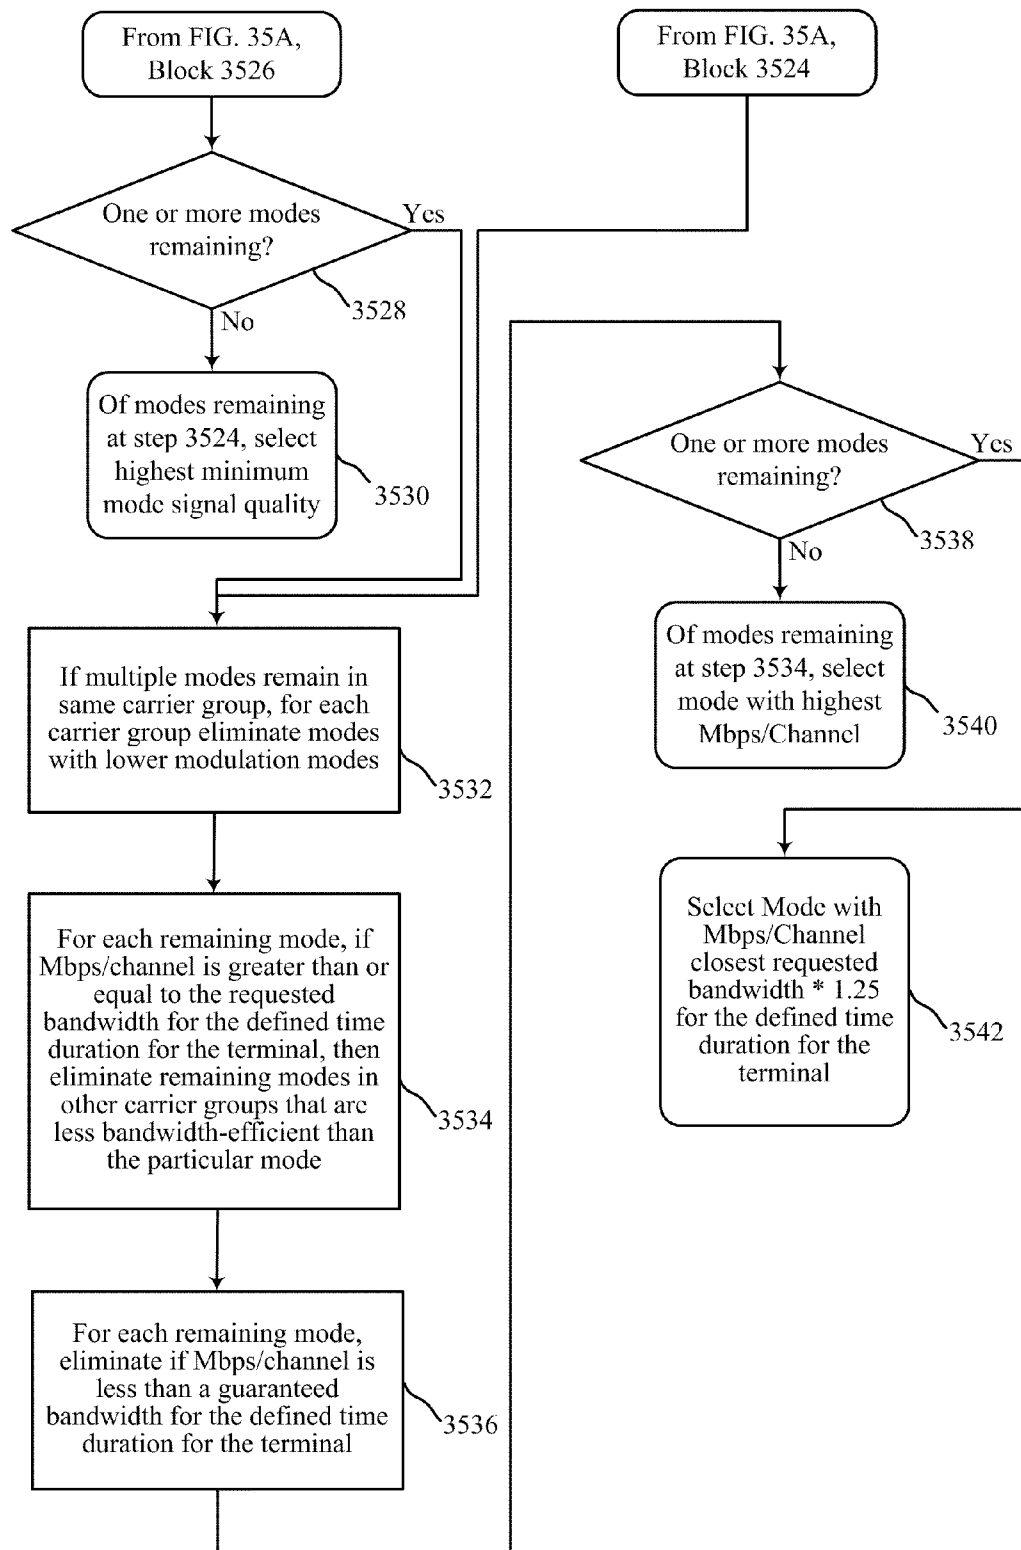 From FIG. 35A,
Block 3526
From FIG. 35A,
Block 3524
One or more modes
remaining?
Yes
3528
No
Of modes remaining
at step 3524, select
highest minimum
mode signal quality
3530
If multiple modes remain in
same carrier group, for each
carrier group eliminate modes
with lower modulation modes
3532
For each remaining mode, if
Mbps/channel is greater than or
equal to the requested
bandwidth for the defined time
duration for the terminal, then
eliminate remaining modes in
other carrier groups that are
less bandwidth-efficient than
the particular mode
3534
For each remaining mode,
eliminate if Mbps/channel is
less than a guaranteed
bandwidth for the defined time
duration for the terminal
3536
One or more modes
remaining?
Yes
3538
No
Of modes remaining
at step 3534, select
mode with highest
Mbps/Channel
3540
Select Mode with
Mbps/Channel
closest requested
bandwidth * 1.25
for the defined time
duration for the
terminal
3542